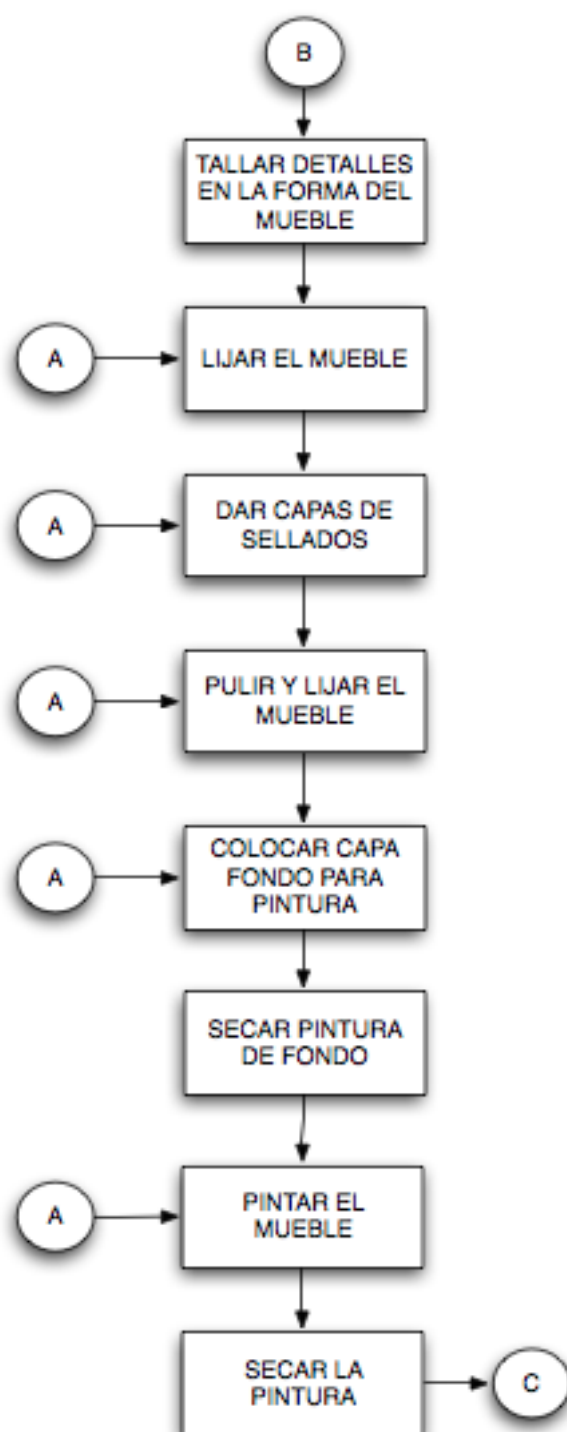 B
TALLAR DETALLES
EN LA FORMA DEL
MUEBLE
A
LIJAR EL MUEBLE
A
DAR CAPAS DE
SELLADOS
A
PULIR Y LIJAR EL
MUEBLE
A
COLOCAR CAPA
FONDO PARA
PINTURA
SECAR PINTURA
DE FONDO
A
PINTAR EL
MUEBLE
SECAR LA
PINTURA
C